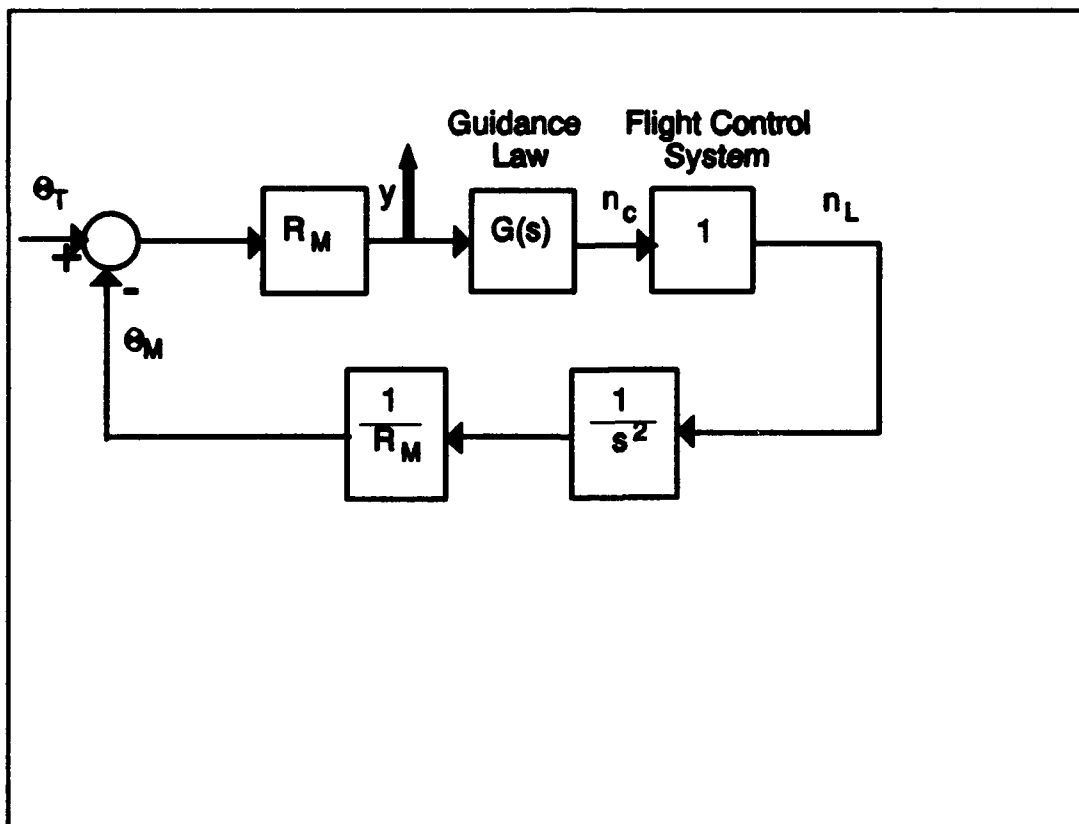 Guidance
Law
Flight Control
System
Θ_T
+
-
R_M
y
G(s)
n_c
1
n_L
Θ_M
1
R_M
1
s²